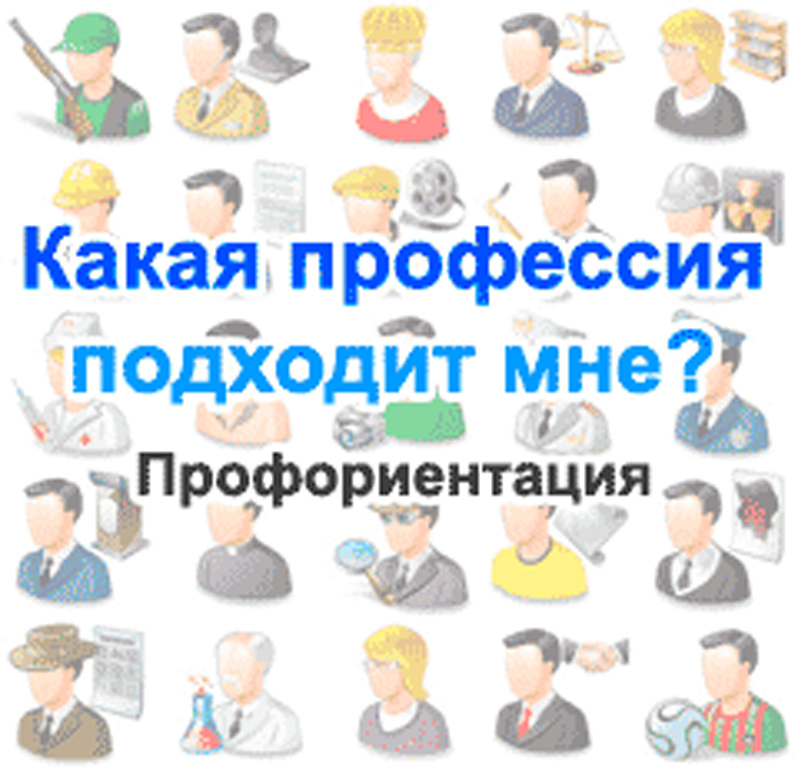 Какая профессия
подходит мне?
Профориентация